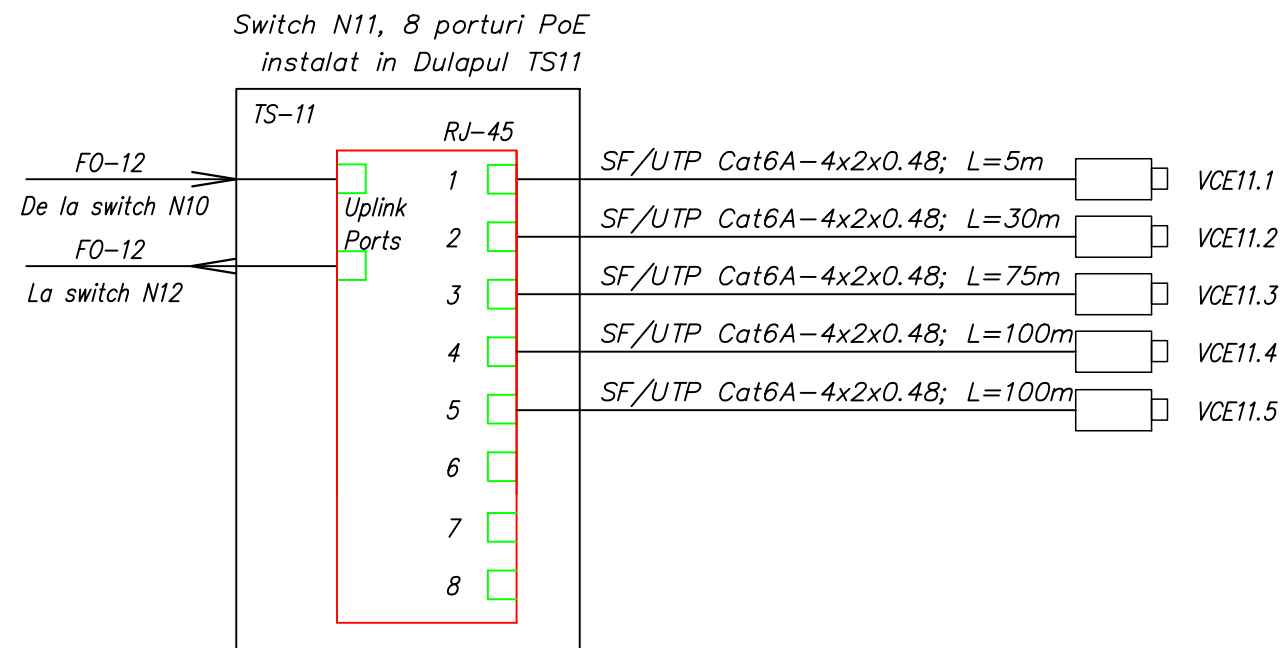 Switch N11, 8 porturi PoE
instalat in Dulapul TS11
TS-11
RJ-45
FO-12
De la switch N10
FO-12
La switch N12
Uplink
Ports
1
2
3
4
5
6
7
8
SF/UTP Cat6A-4x2x0.48; L=5m
VCE11.1
SF/UTP Cat6A-4x2x0.48; L=30m
VCE11.2
SF/UTP Cat6A-4x2x0.48; L=75m
VCE11.3
SF/UTP Cat6A-4x2x0.48; L=100m
VCE11.4
SF/UTP Cat6A-4x2x0.48; L=100m
VCE11.5